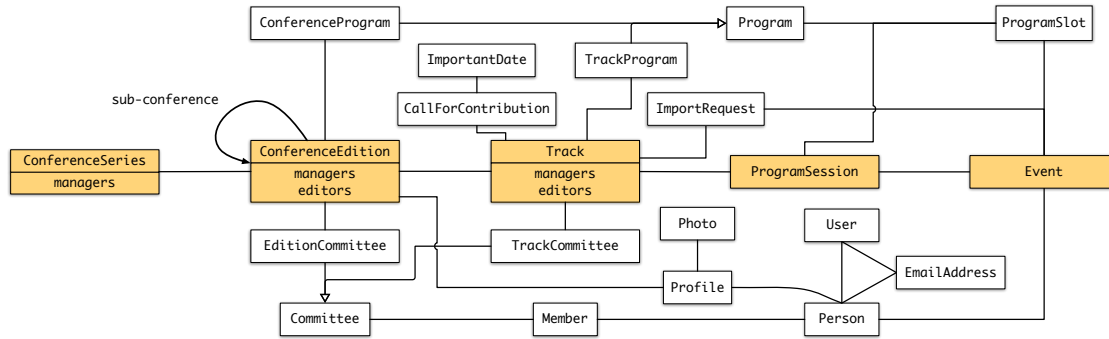 ConferenceProgram
Program
ProgramSlot
ImportantDate
TrackProgram
sub-conference
CallForContribution
ImportRequest
ConferenceSeries
managers
ConferenceEdition
managers
editors
Track
managers
editors
ProgramSession
Event
Photo
User
EditionCommittee
TrackCommittee
EmailAddress
Profile
Committee
Member
Person